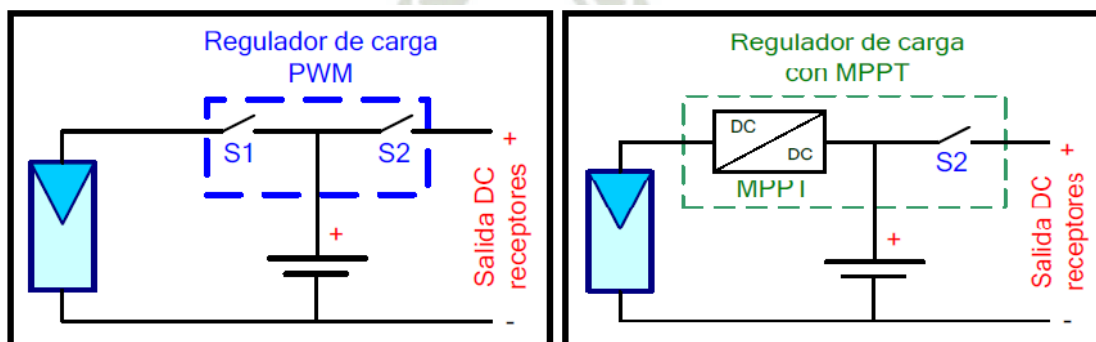 Regulador de carga
PWM
S1
S2
+
+
-
Salida DC
receptores
Regulador de carga
con MPPT
DC
DC
MPPT
S2
+
+
-
Salida DC
receptores